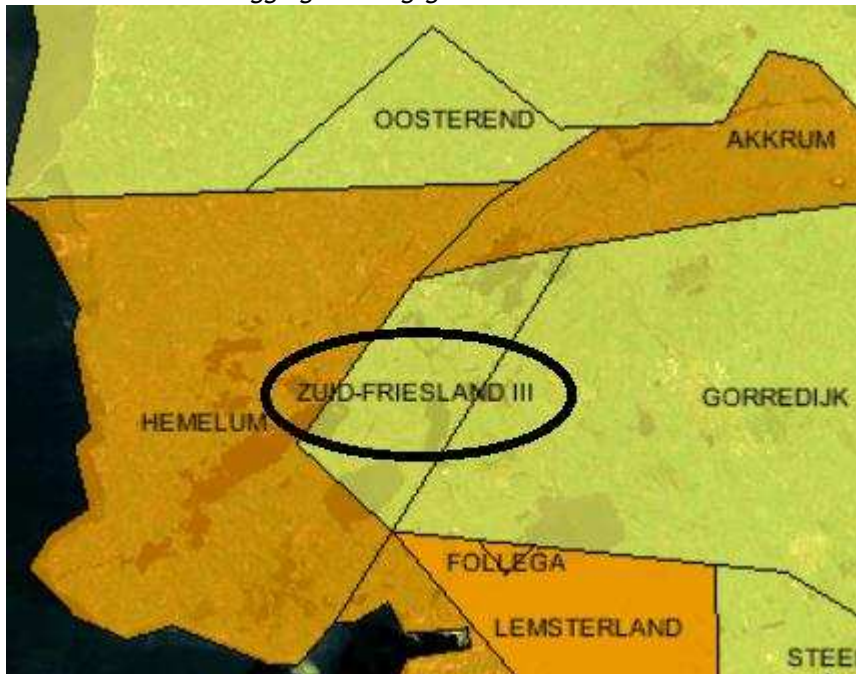 OOSTEREND
AKKRUM
ZUID-FRIESLAND III
HEMELUM
GORREDIJK
FOLLEGA
LEMSTERLAND